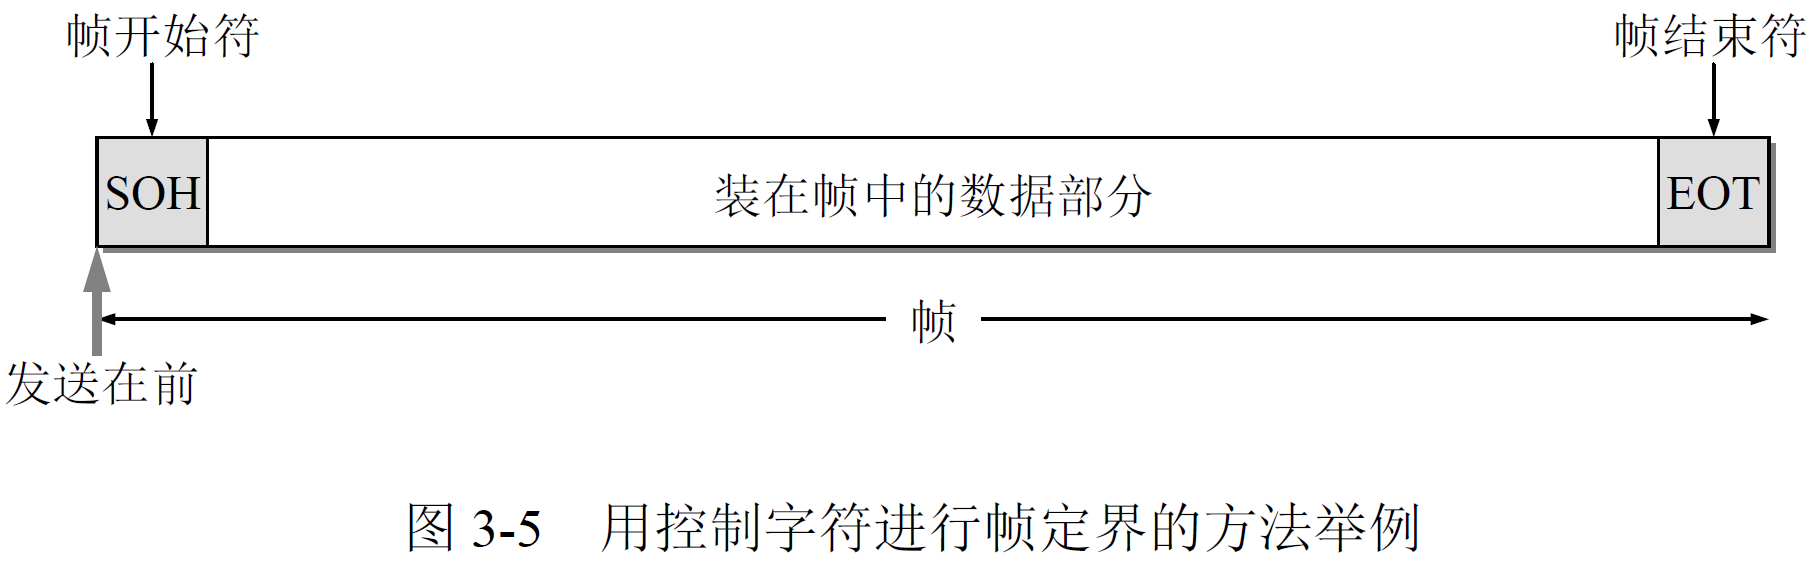 帧开始符
帧结束符
SOH
装在帧中的数据部分
EOT
帧
发送在前
图 3-5 用控制字符进行帧定界的方法举例